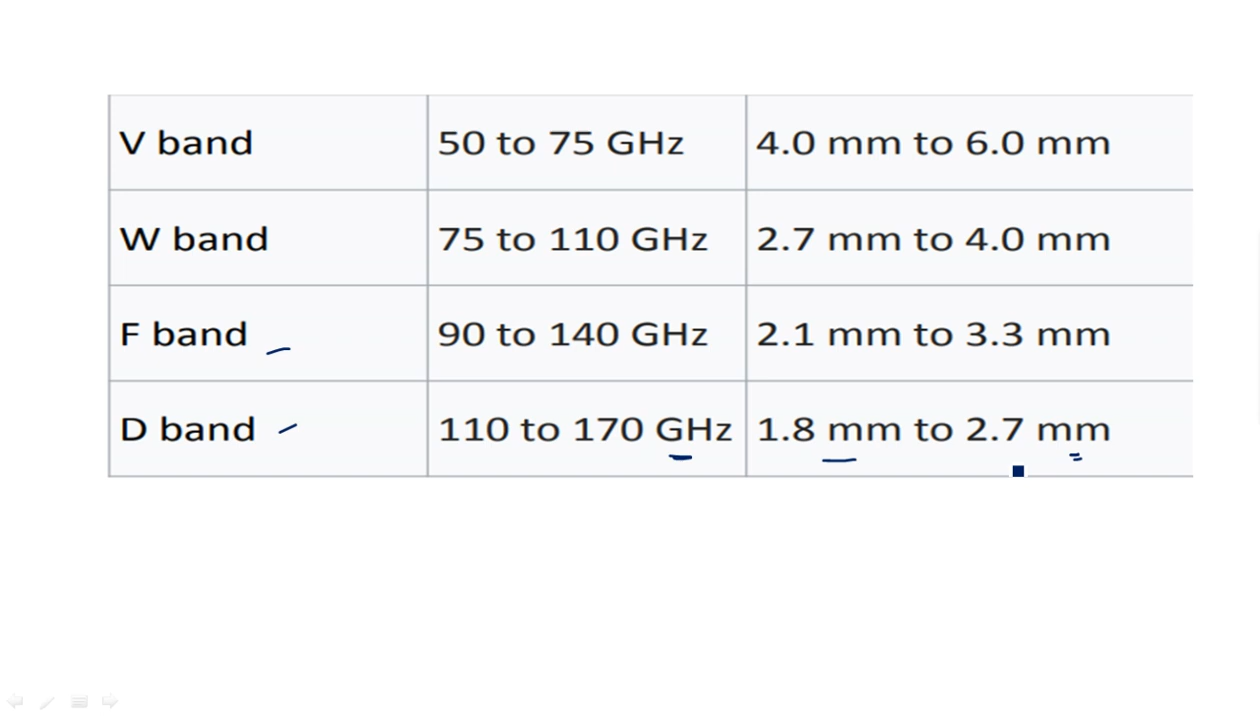 V band 50 to 75 GHz 4.0 mm to 6.0 mm
W band 75 to 110 GHz 2.7 mm to 4.0 mm
F band 90 to 140 GHz 2.1 mm to 3.3 mm
D band 110 to 170 GHz 1.8 mm to 2.7 mm